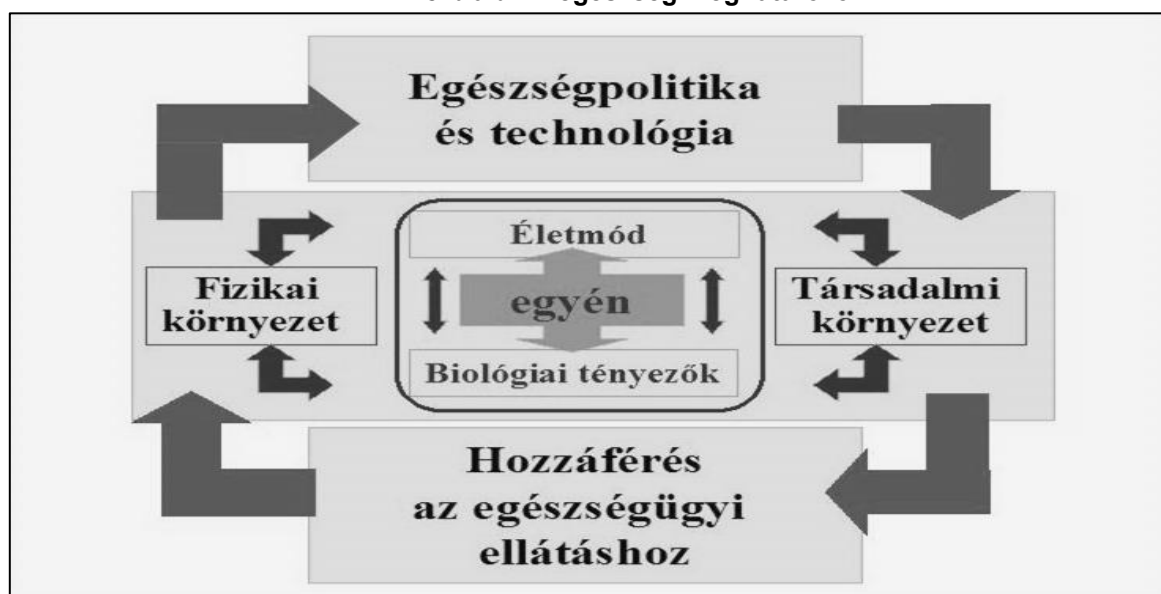 Egészségpolitika
és technológia
Életmód
Fizikai
környezet
egyén
Társadalmi
környezet
Biológiai tényezők
Hozzáférés
az egészségügyi
ellátáshoz